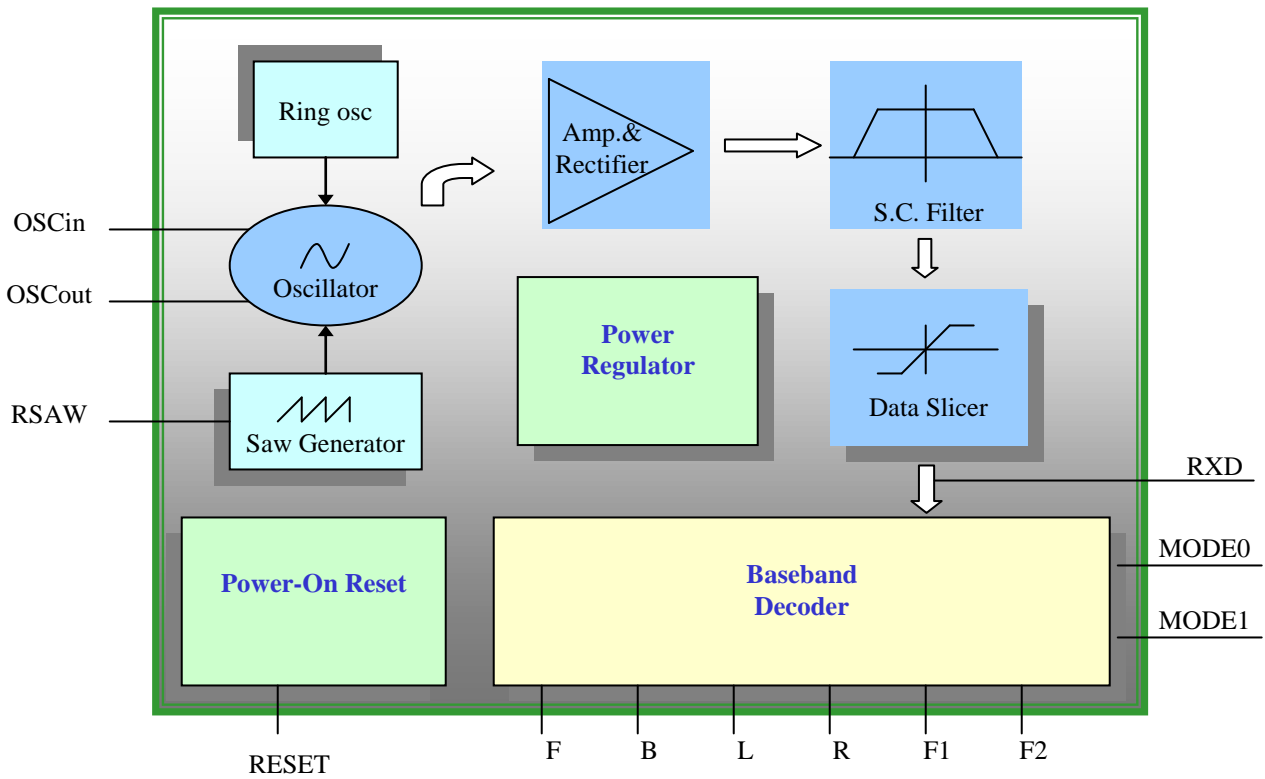 Ring osc
Amp.&
Rectifier
S.C. Filter
OSCin
Oscillator
OSCout
Power
Regulator
Data Slicer
RSAW
Saw Generator
RXD
MODE0
Power-On Reset
Baseband
Decoder
MODE1
RESET
F
B
L
R
F1
F2